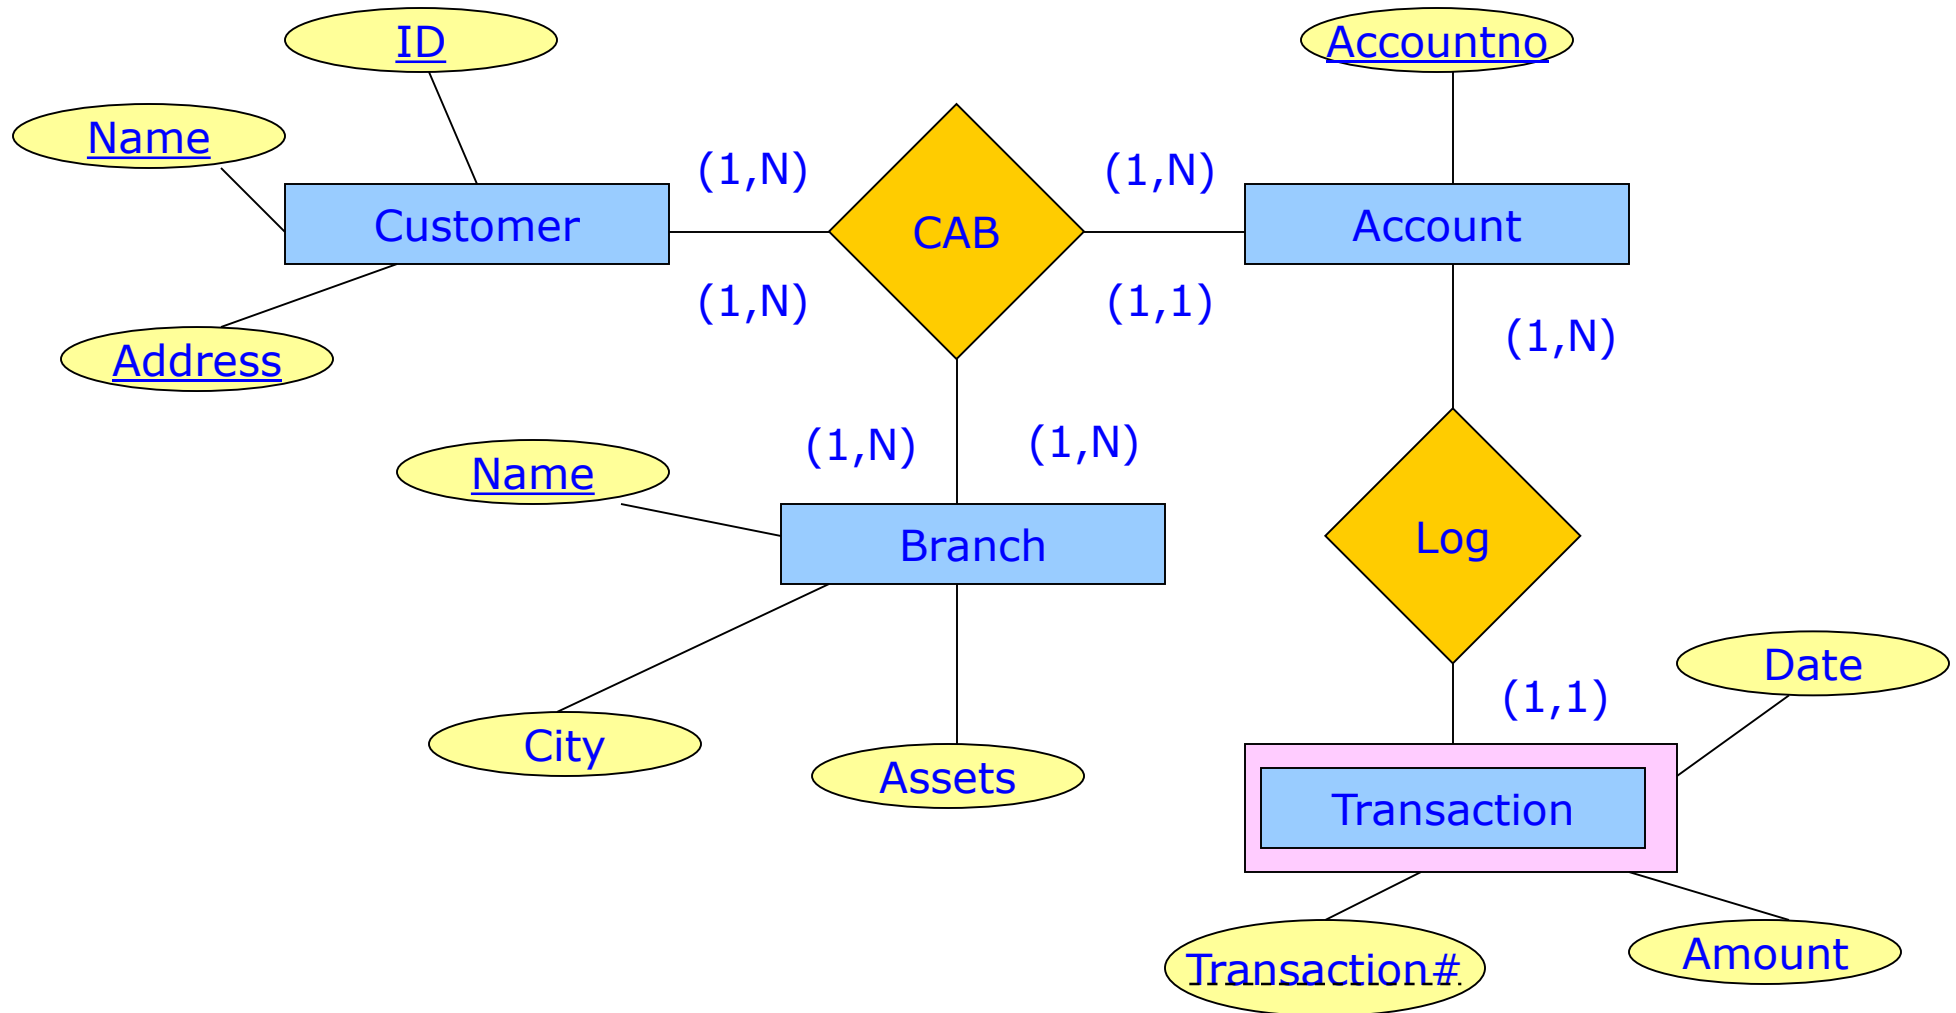 ID
Accountno
Name
(1,N)
(1,N)
Customer
CAB
Account
(1,N)
(1,1)
(1,N)
Address
(1,N)
(1,N)
Name
Branch
Log
Date
(1,1)
City
Assets
Transaction
Amount
Transaction#